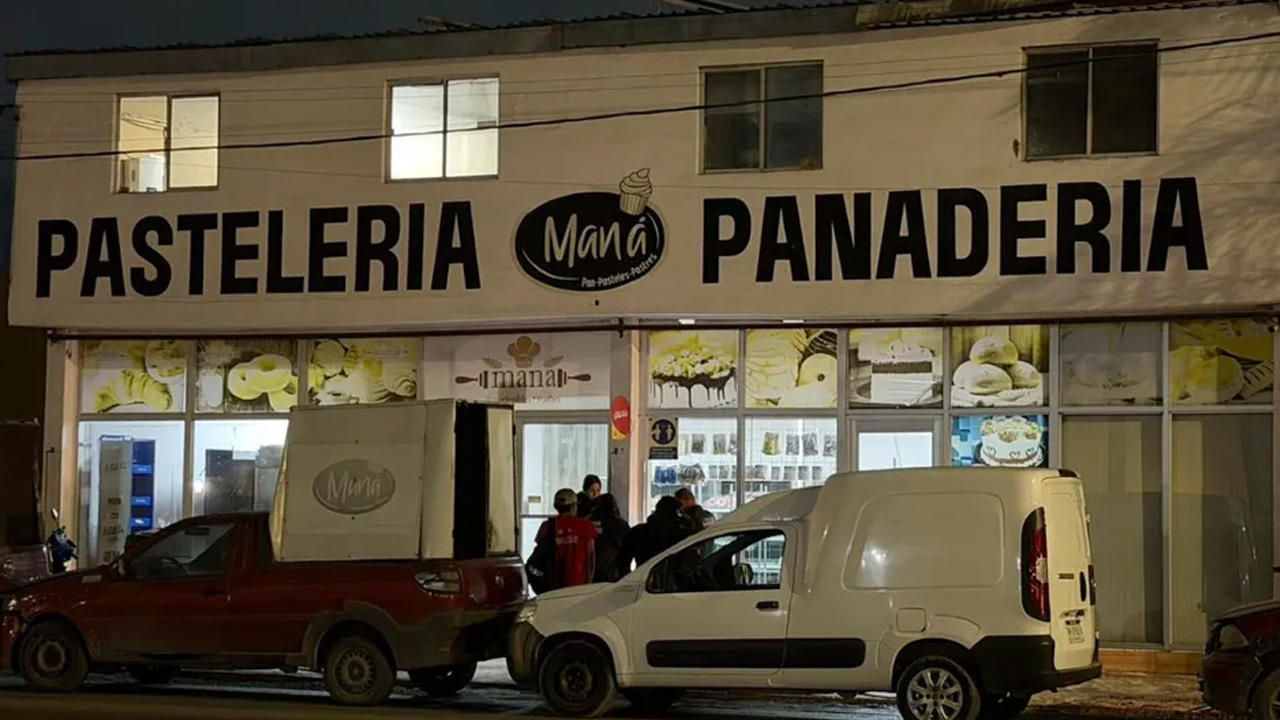 PASTELERIA
Maná
Pan-Pasteles-Postres
PANADERIA
mana
Maná